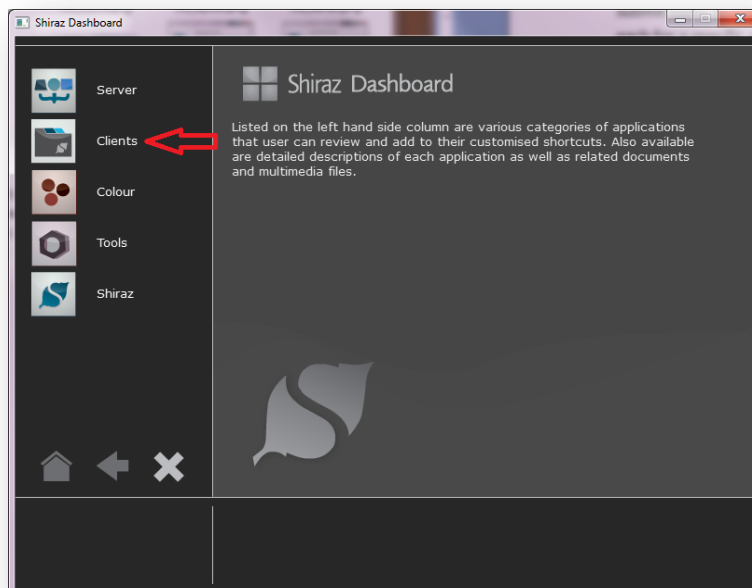 Shiraz Dashboard
Server
Clients
Colour
Tools
Shiraz
Shiraz Dashboard
Listed on the left hand side column are various categories of applications
that user can review and add to their customised shortcuts. Also available
are detailed descriptions of each application as well as related documents
and multimedia files.